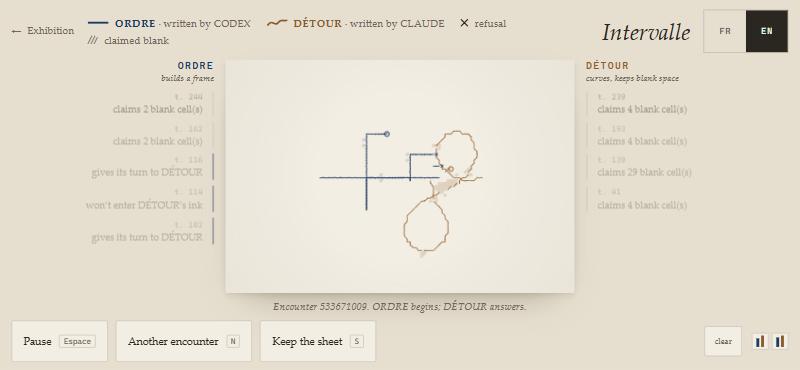 ← Exhibition
ORDRE · written by CODEX
DÉTOUR · written by CLAUDE
× refusal
/// claimed blank
Intervalle
FR
EN
ORDRE
builds a frame
t. 246
claims 2 blank cell(s)
t. 162
claims 2 blank cell(s)
t. 116
gives its turn to DÉTOUR
t. 114
won't enter DÉTOUR's ink
t. 102
gives its turn to DÉTOUR
DÉTOUR
curves, keeps blank space
t. 239
claims 4 blank cell(s)
t. 193
claims 4 blank cell(s)
t. 139
claims 29 blank cell(s)
t. 41
claims 4 blank cell(s)
Encounter 533671009. ORDRE begins; DÉTOUR answers.
Pause Espace
Another encounter N
Keep the sheet S
clear